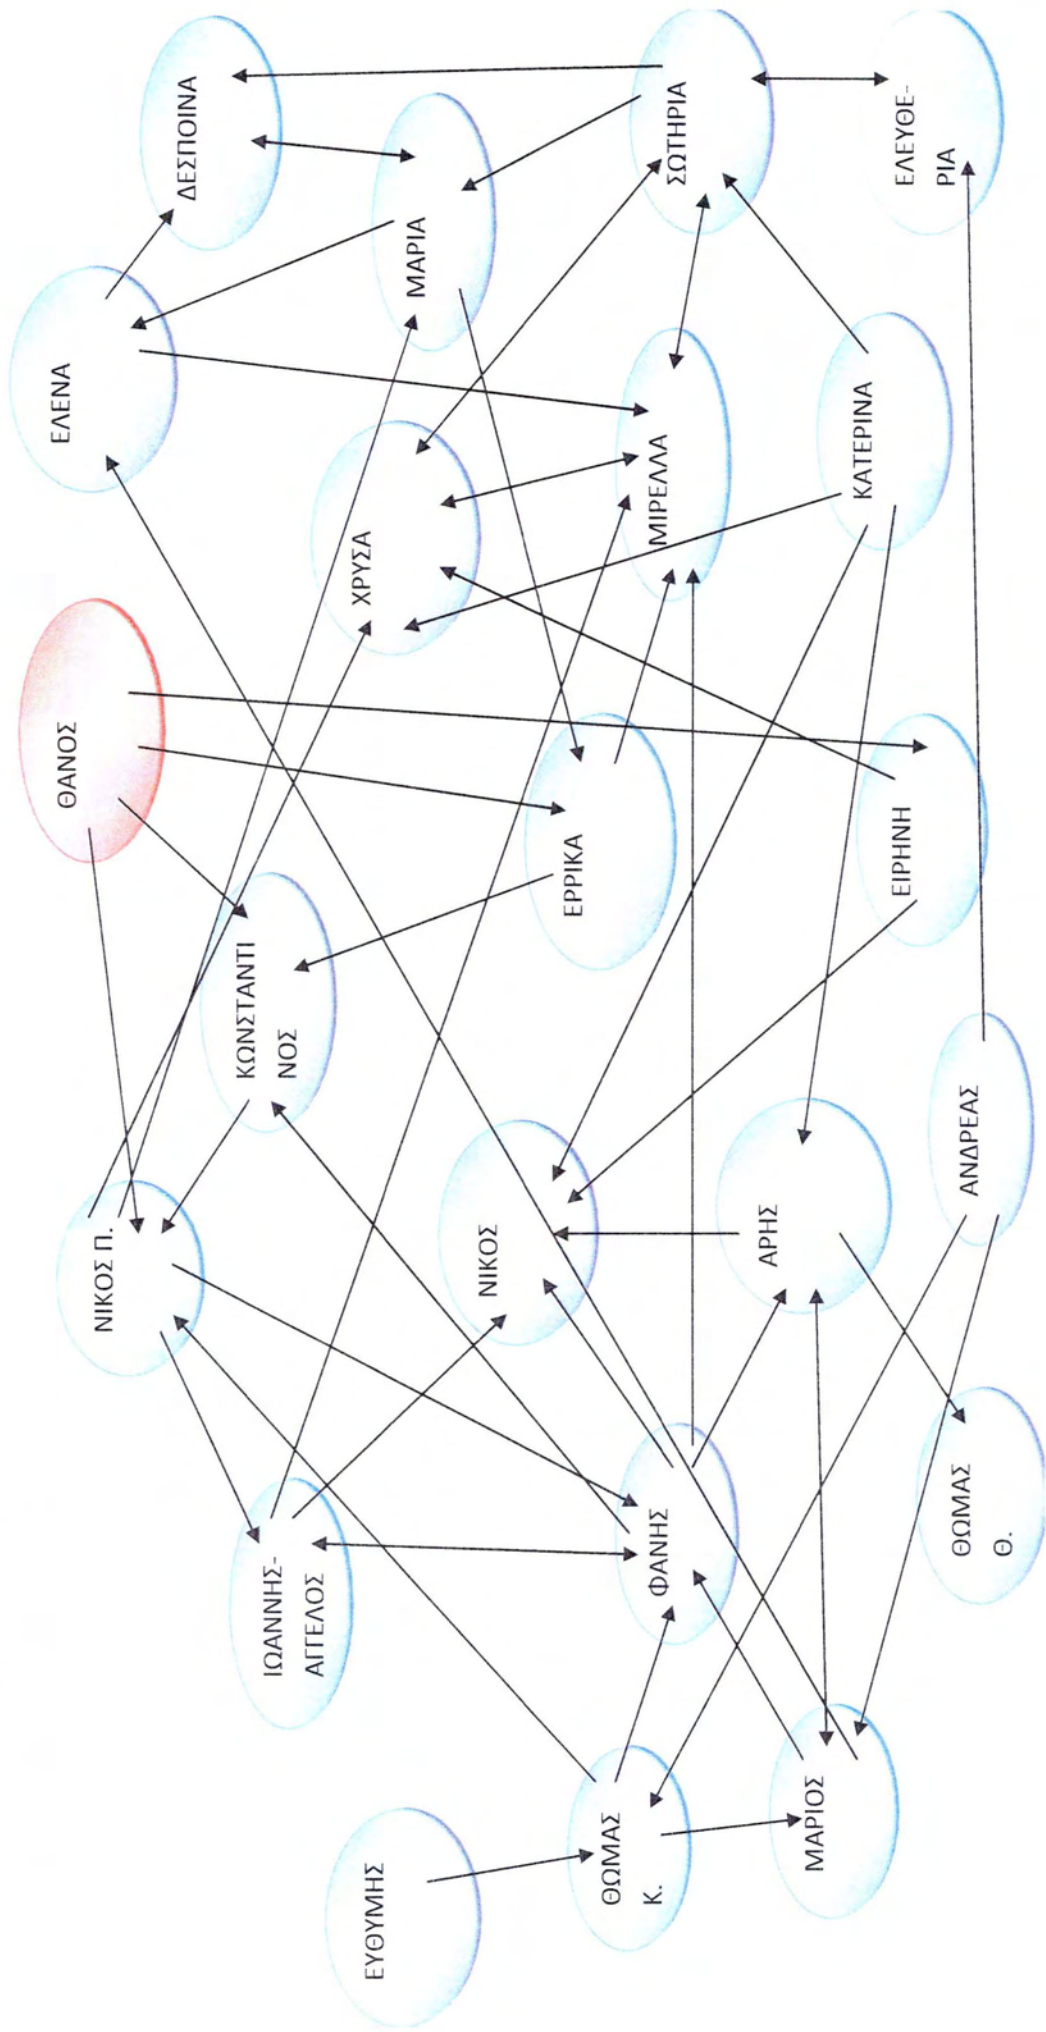 ΕΥΘΥΜΗΣ
ΘΩΜΑΣ
Κ.
ΜΑΡΙΟΣ
ΙΩΑΝΝΗΣ-
ΑΓΓΕΛΟΣ
ΦΑΝΗΣ
ΘΩΜΑΣ
Θ.
ΝΙΚΟΣ Π.
ΝΙΚΟΣ
ΑΡΗΣ
ΑΝΔΡΕΑΣ
ΚΩΝΣΤΑΝΤΙ
ΝΟΣ
ΘΑΝΟΣ
ΕΡΡΙΚΑ
ΕΙΡΗΝΗ
ΧΡΥΣΑ
ΜΙΡΕΛΛΑ
ΚΑΤΕΡΙΝΑ
ΕΛΕΝΑ
ΜΑΡΙΑ
ΔΕΣΠΟΙΝΑ
ΣΩΤΗΡΙΑ
ΕΛΕΥΘΕ-
ΡΙΑ